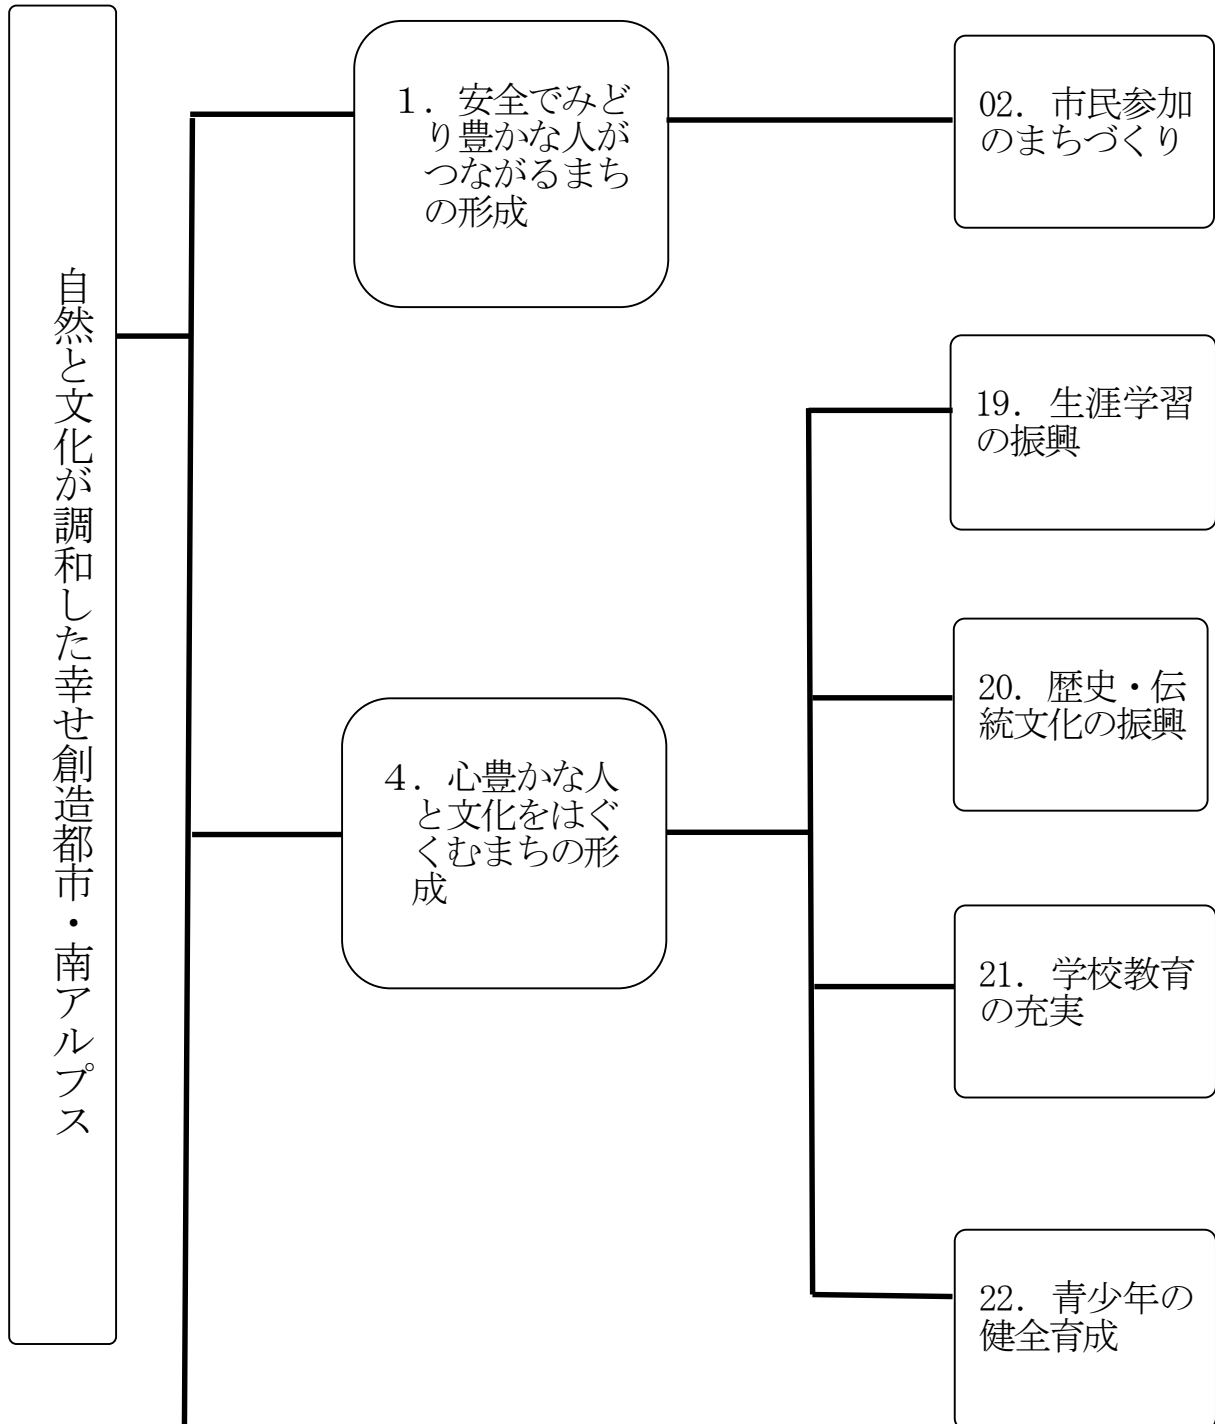 自然と文化が調和した幸せ創造都市・南アルプス
１．安全でみど
り豊かな人が
つながるまち
の形成
02．市民参加
のまちづくり
４．心豊かな人
と文化をはぐ
くむまちの形
成
19．生涯学習
の振興
20．歴史・伝
統文化の振興
21．学校教育
の充実
22．青少年の
健全育成